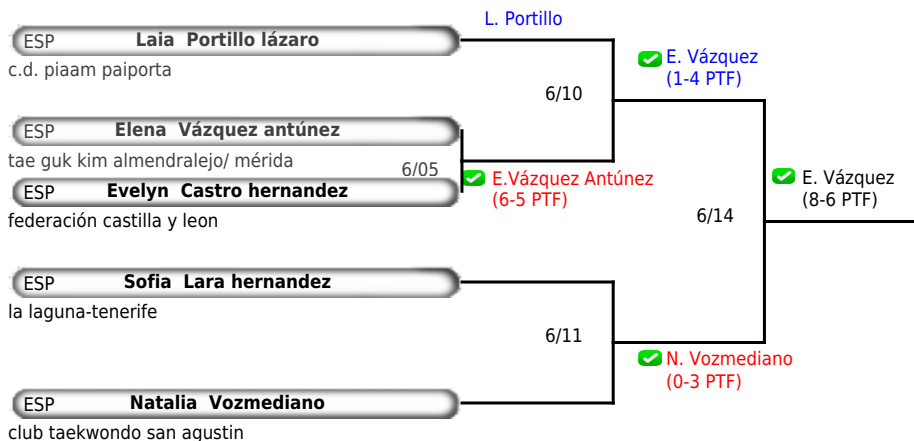 L. Portillo
ESP Laia Portillo lázaro
c.d. piaam paiporta
E. Vázquez
(1-4 PTF)
6/10
ESP Elena Vázquez antúnez
tae guk kim almendralejo/ mérida
6/05
E.Vázquez Antúnez
(6-5 PTF)
E. Vázquez
(8-6 PTF)
ESP Evelyn Castro hernandez
federación castilla y leon
6/14
ESP Sofia Lara hernandez
la laguna-tenerife
6/11
N. Vozmediano
(0-3 PTF)
ESP Natalia Vozmediano
club taekwondo san agustin